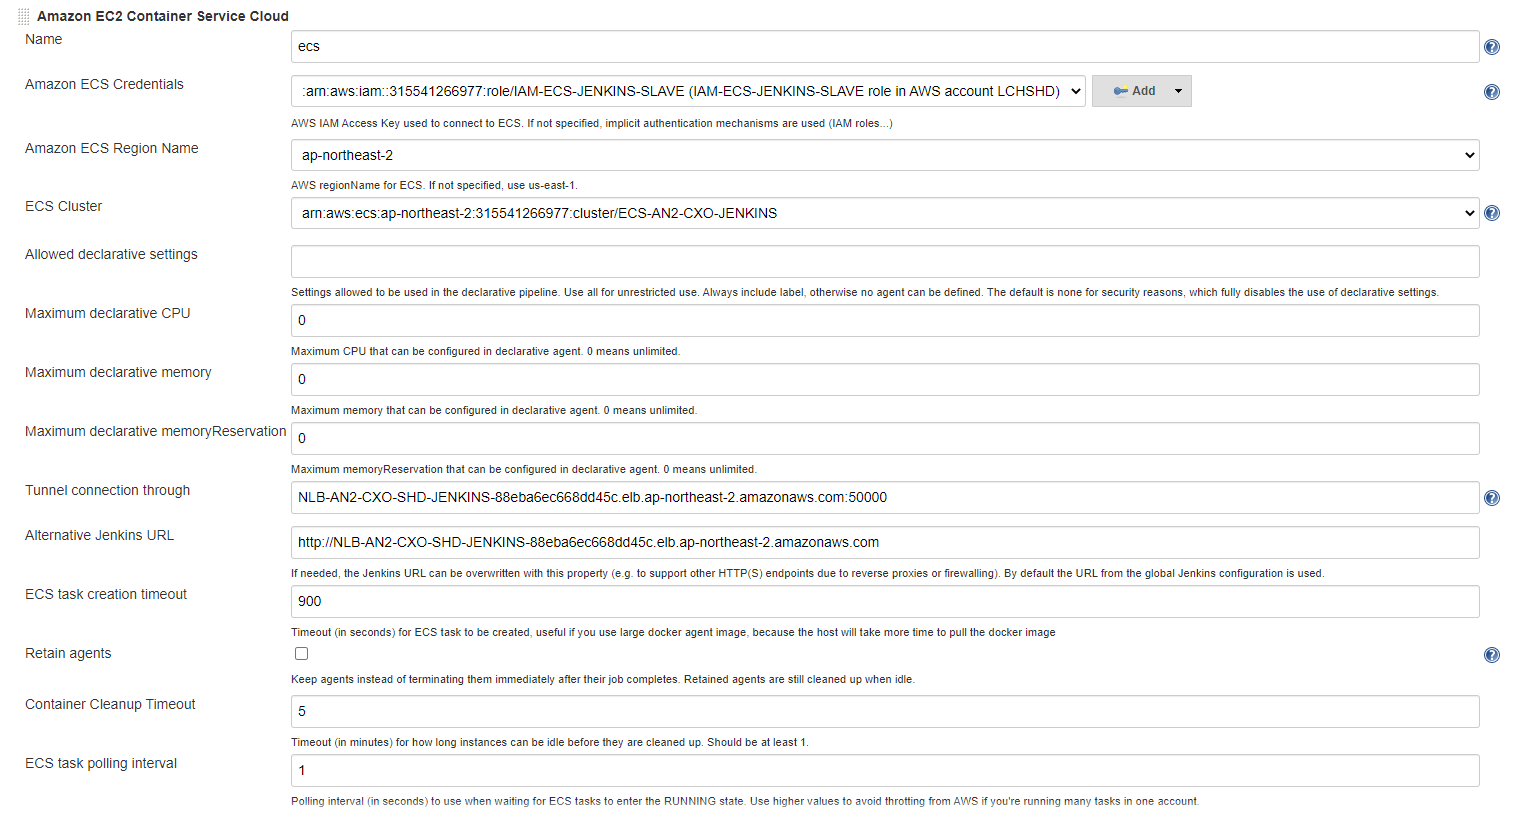 Amazon EC2 Container Service Cloud
Name
ecs
Amazon ECS Credentials
:arn:aws:iam::315541266977:role/IAM-ECS-JENKINS-SLAVE (IAM-ECS-JENKINS-SLAVE role in AWS account LCHSHD)
Add
AWS IAM Access Key used to connect to ECS. If not specified, implicit authentication mechanisms are used (IAM roles...)
Amazon ECS Region Name
ap-northeast-2
AWS regionName for ECS. If not specified, use us-east-1.
ECS Cluster
arn:aws:ecs:ap-northeast-2:315541266977:cluster/ECS-AN2-CXO-JENKINS
Allowed declarative settings
Settings allowed to be used in the declarative pipeline. Use all for unrestricted use. Always include label, otherwise no agent can be defined. The default is none for security reasons, which fully disables the use of declarative settings.
Maximum declarative CPU
0
Maximum CPU that can be configured in declarative agent. 0 means unlimited.
Maximum declarative memory
0
Maximum memory that can be configured in declarative agent. 0 means unlimited.
Maximum declarative memoryReservation
0
Maximum memoryReservation that can be configured in declarative agent. 0 means unlimited.
Tunnel connection through
NLB-AN2-CXO-SHD-JENKINS-88eba6ec668dd45c.elb.ap-northeast-2.amazonaws.com:50000
Alternative Jenkins URL
http://NLB-AN2-CXO-SHD-JENKINS-88eba6ec668dd45c.elb.ap-northeast-2.amazonaws.com
If needed, the Jenkins URL can be overwritten with this property (e.g. to support other HTTP(S) endpoints due to reverse proxies or firewalling). By default the URL from the global Jenkins configuration is used.
ECS task creation timeout
900
Timeout (in seconds) for ECS task to be created, useful if you use large docker agent image, because the host will take more time to pull the docker image
Retain agents
Keep agents instead of terminating them immediately after their job completes. Retained agents are still cleaned up when idle.
Container Cleanup Timeout
5
Timeout (in minutes) for how long instances can be idle before they are cleaned up. Should be at least 1.
ECS task polling interval
1
Polling interval (in seconds) to use when waiting for ECS tasks to enter the RUNNING state. Use higher values to avoid throtting from AWS if you're running many tasks in one account.